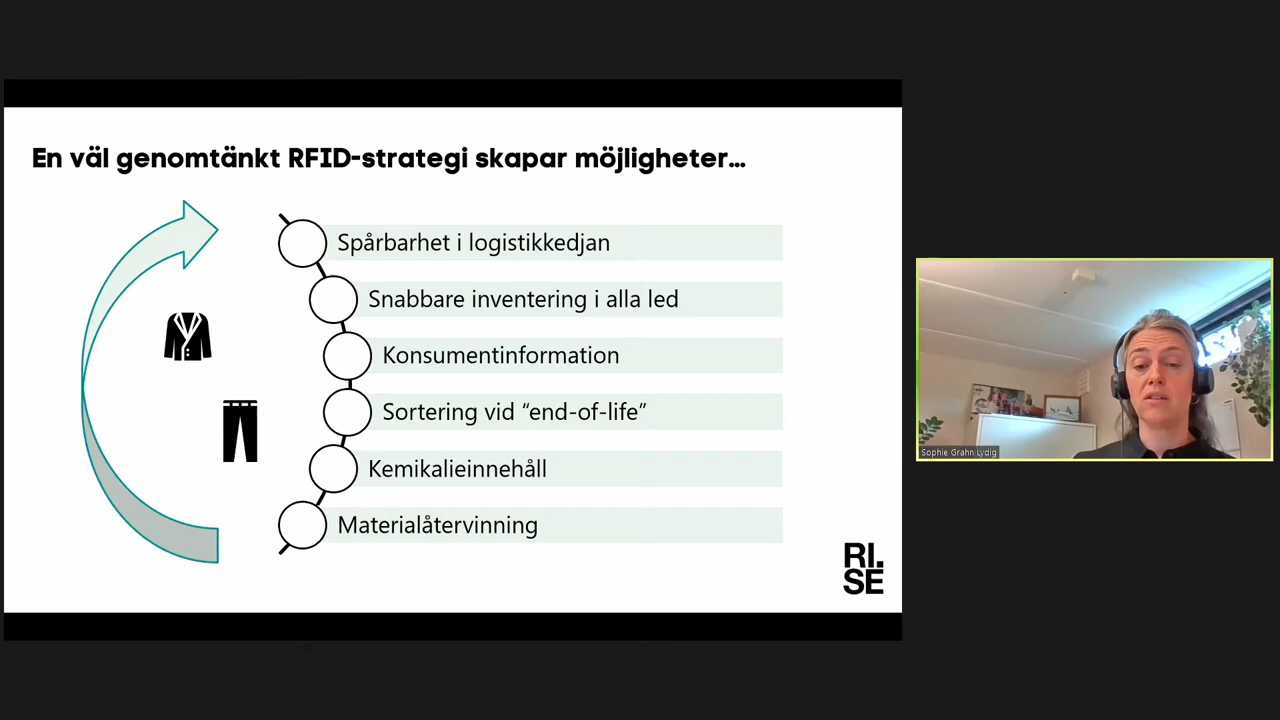 En väl genomtänkt RFID-strategi skapar möjligheter...
Spårbarhet i logistikkedjan
Snabbare inventering i alla led
Konsumentinformation
Sortering vid “end-of-life”
Kemikalieinnehåll
Materialåtervinning
RI.
SE
Sophie Grahn Lydig